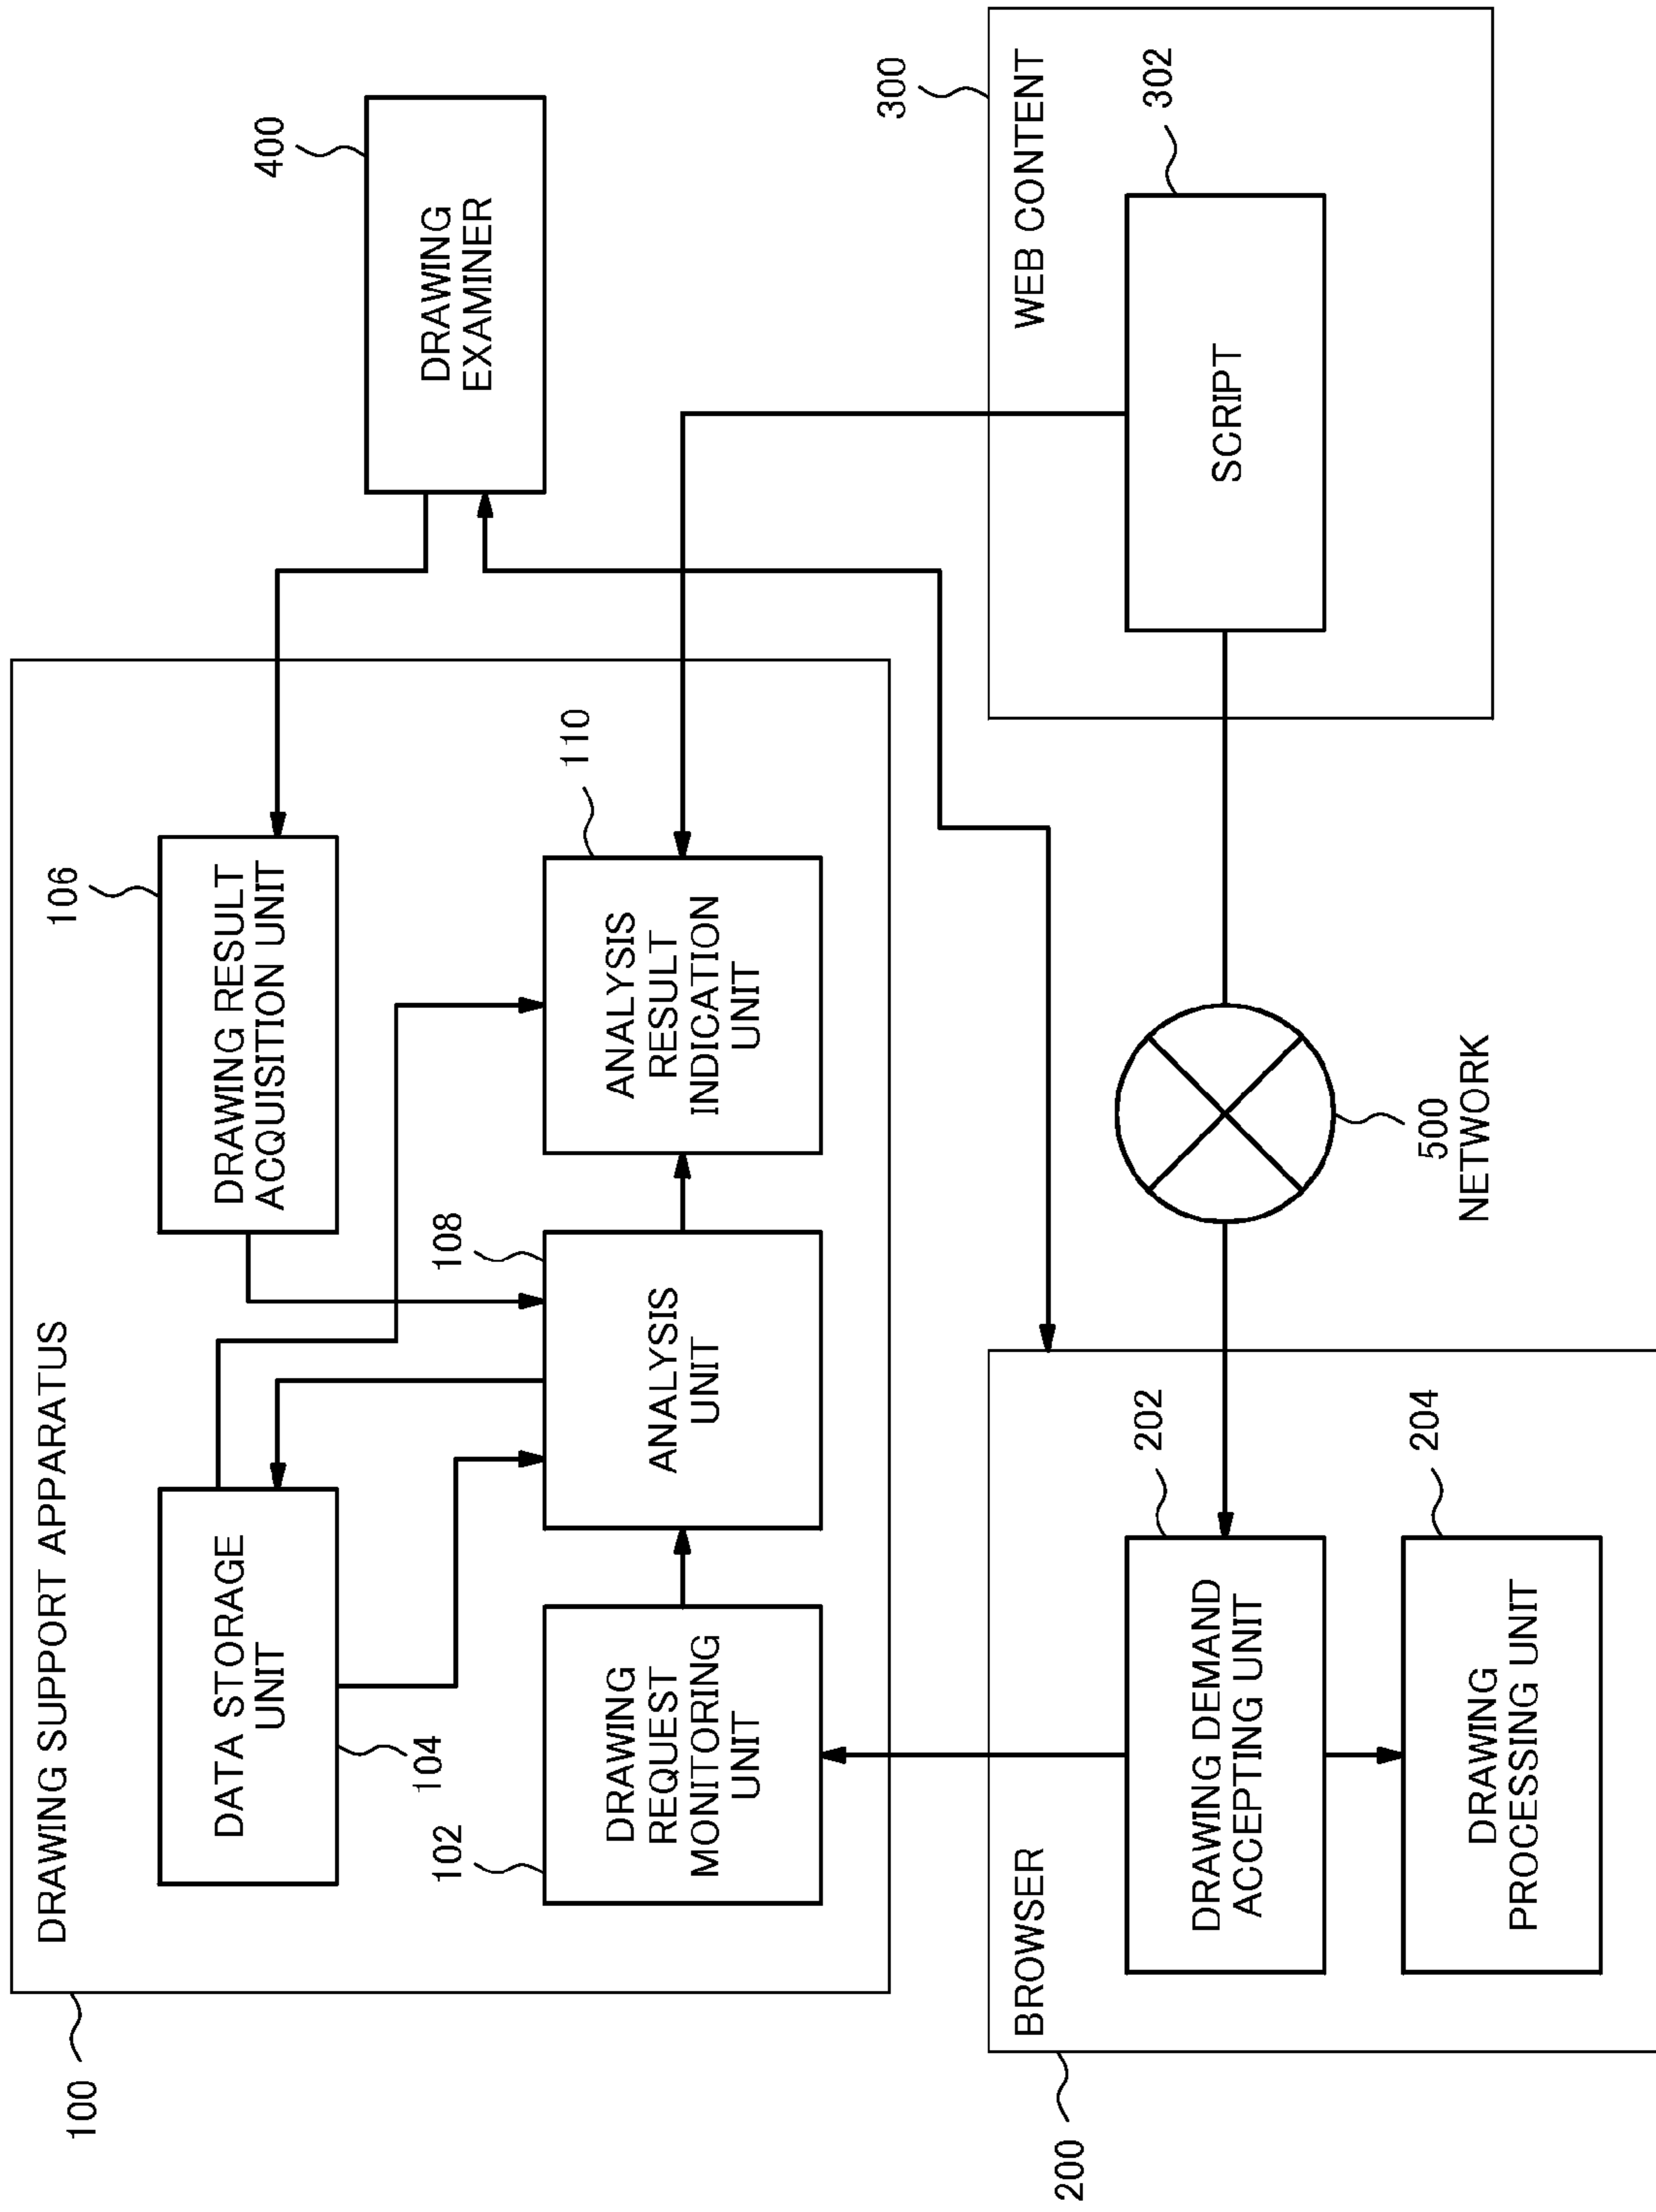 100
DRAWING SUPPORT APPARATUS
104
DATA STORAGE
UNIT
106
DRAWING RESULT
ACQUISITION UNIT
400
DRAWING
EXAMINER
102
DRAWING
REQUEST
MONITORING
UNIT
108
ANALYSIS
UNIT
110
ANALYSIS
RESULT
INDICATION
UNIT
200
BROWSER
202
DRAWING DEMAND
ACCEPTING UNIT
204
DRAWING
PROCESSING UNIT
500
NETWORK
300
WEB CONTENT
302
SCRIPT